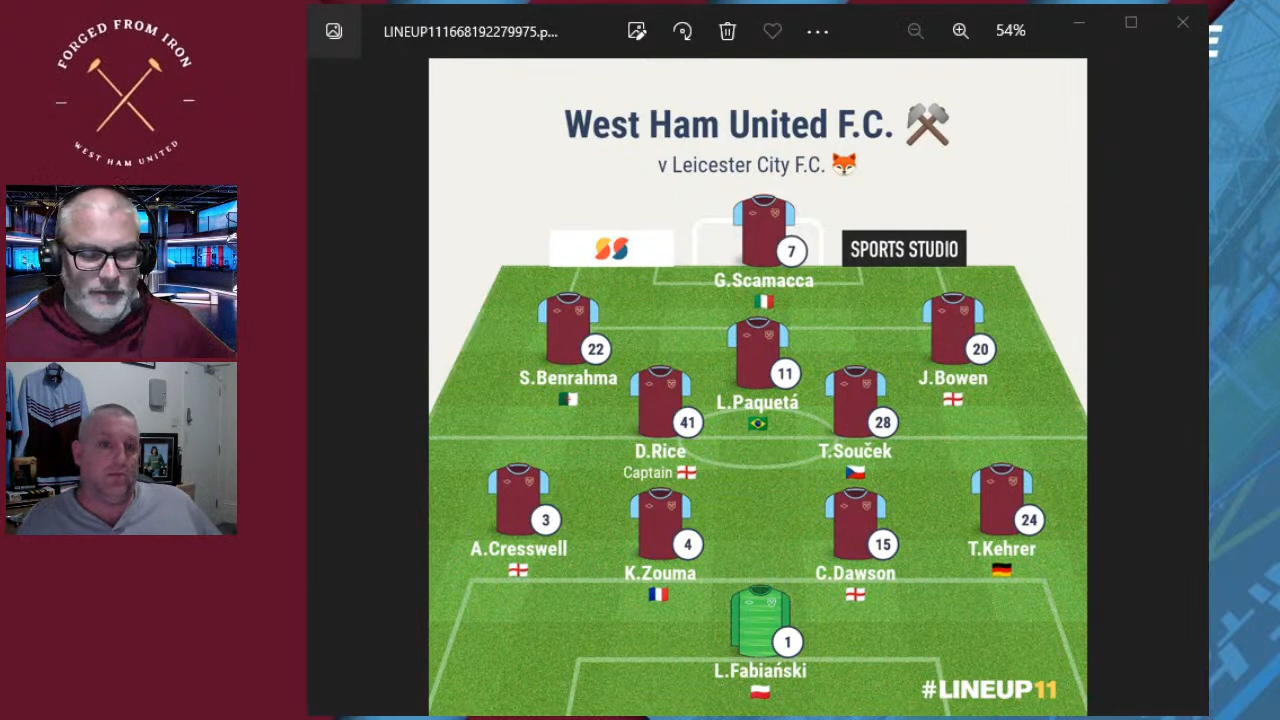 FORGED FROM IRON
WEST HAM UNITED
LINEUP111668192279975.p...
54%
West Ham United F.C.
v Leicester City F.C.
SPORTS STUDIO
7
G.Scamacca
22
S.Benrahma
11
L.Paquetá
20
J.Bowen
41
D.Rice
Captain
28
T.Souček
3
A.Cresswell
4
K.Zouma
15
C.Dawson
24
T.Kehrer
1
L.Fabiański
#LINEUP11
E